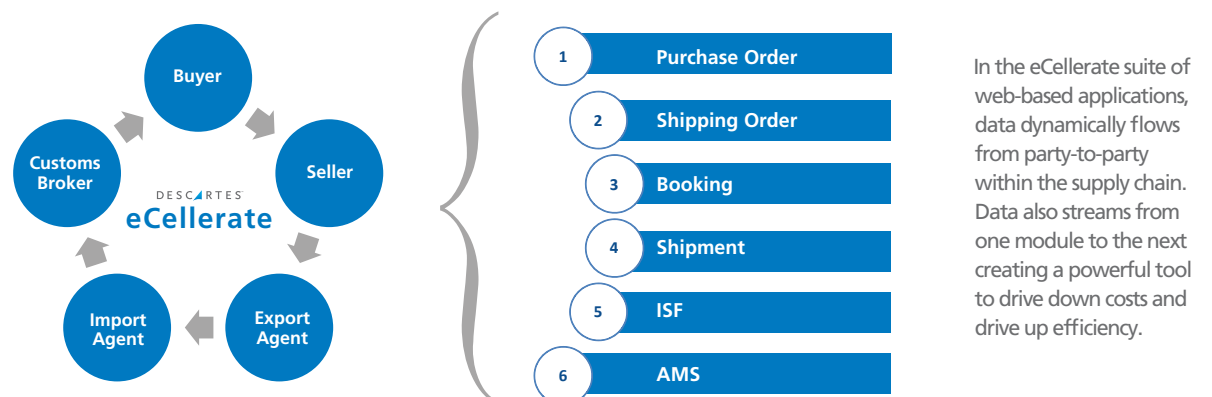 Buyer
Seller
Export
Agent
Import
Agent
Customs
Broker
DESCARTES
eCellerate
1 Purchase Order
2 Shipping Order
3 Booking
4 Shipment
5 ISF
6 AMS
In the eCellerate suite of
web-based applications,
data dynamically flows
from party-to-party
within the supply chain.
Data also streams from
one module to the next
creating a powerful tool
to drive down costs and
drive up efficiency.